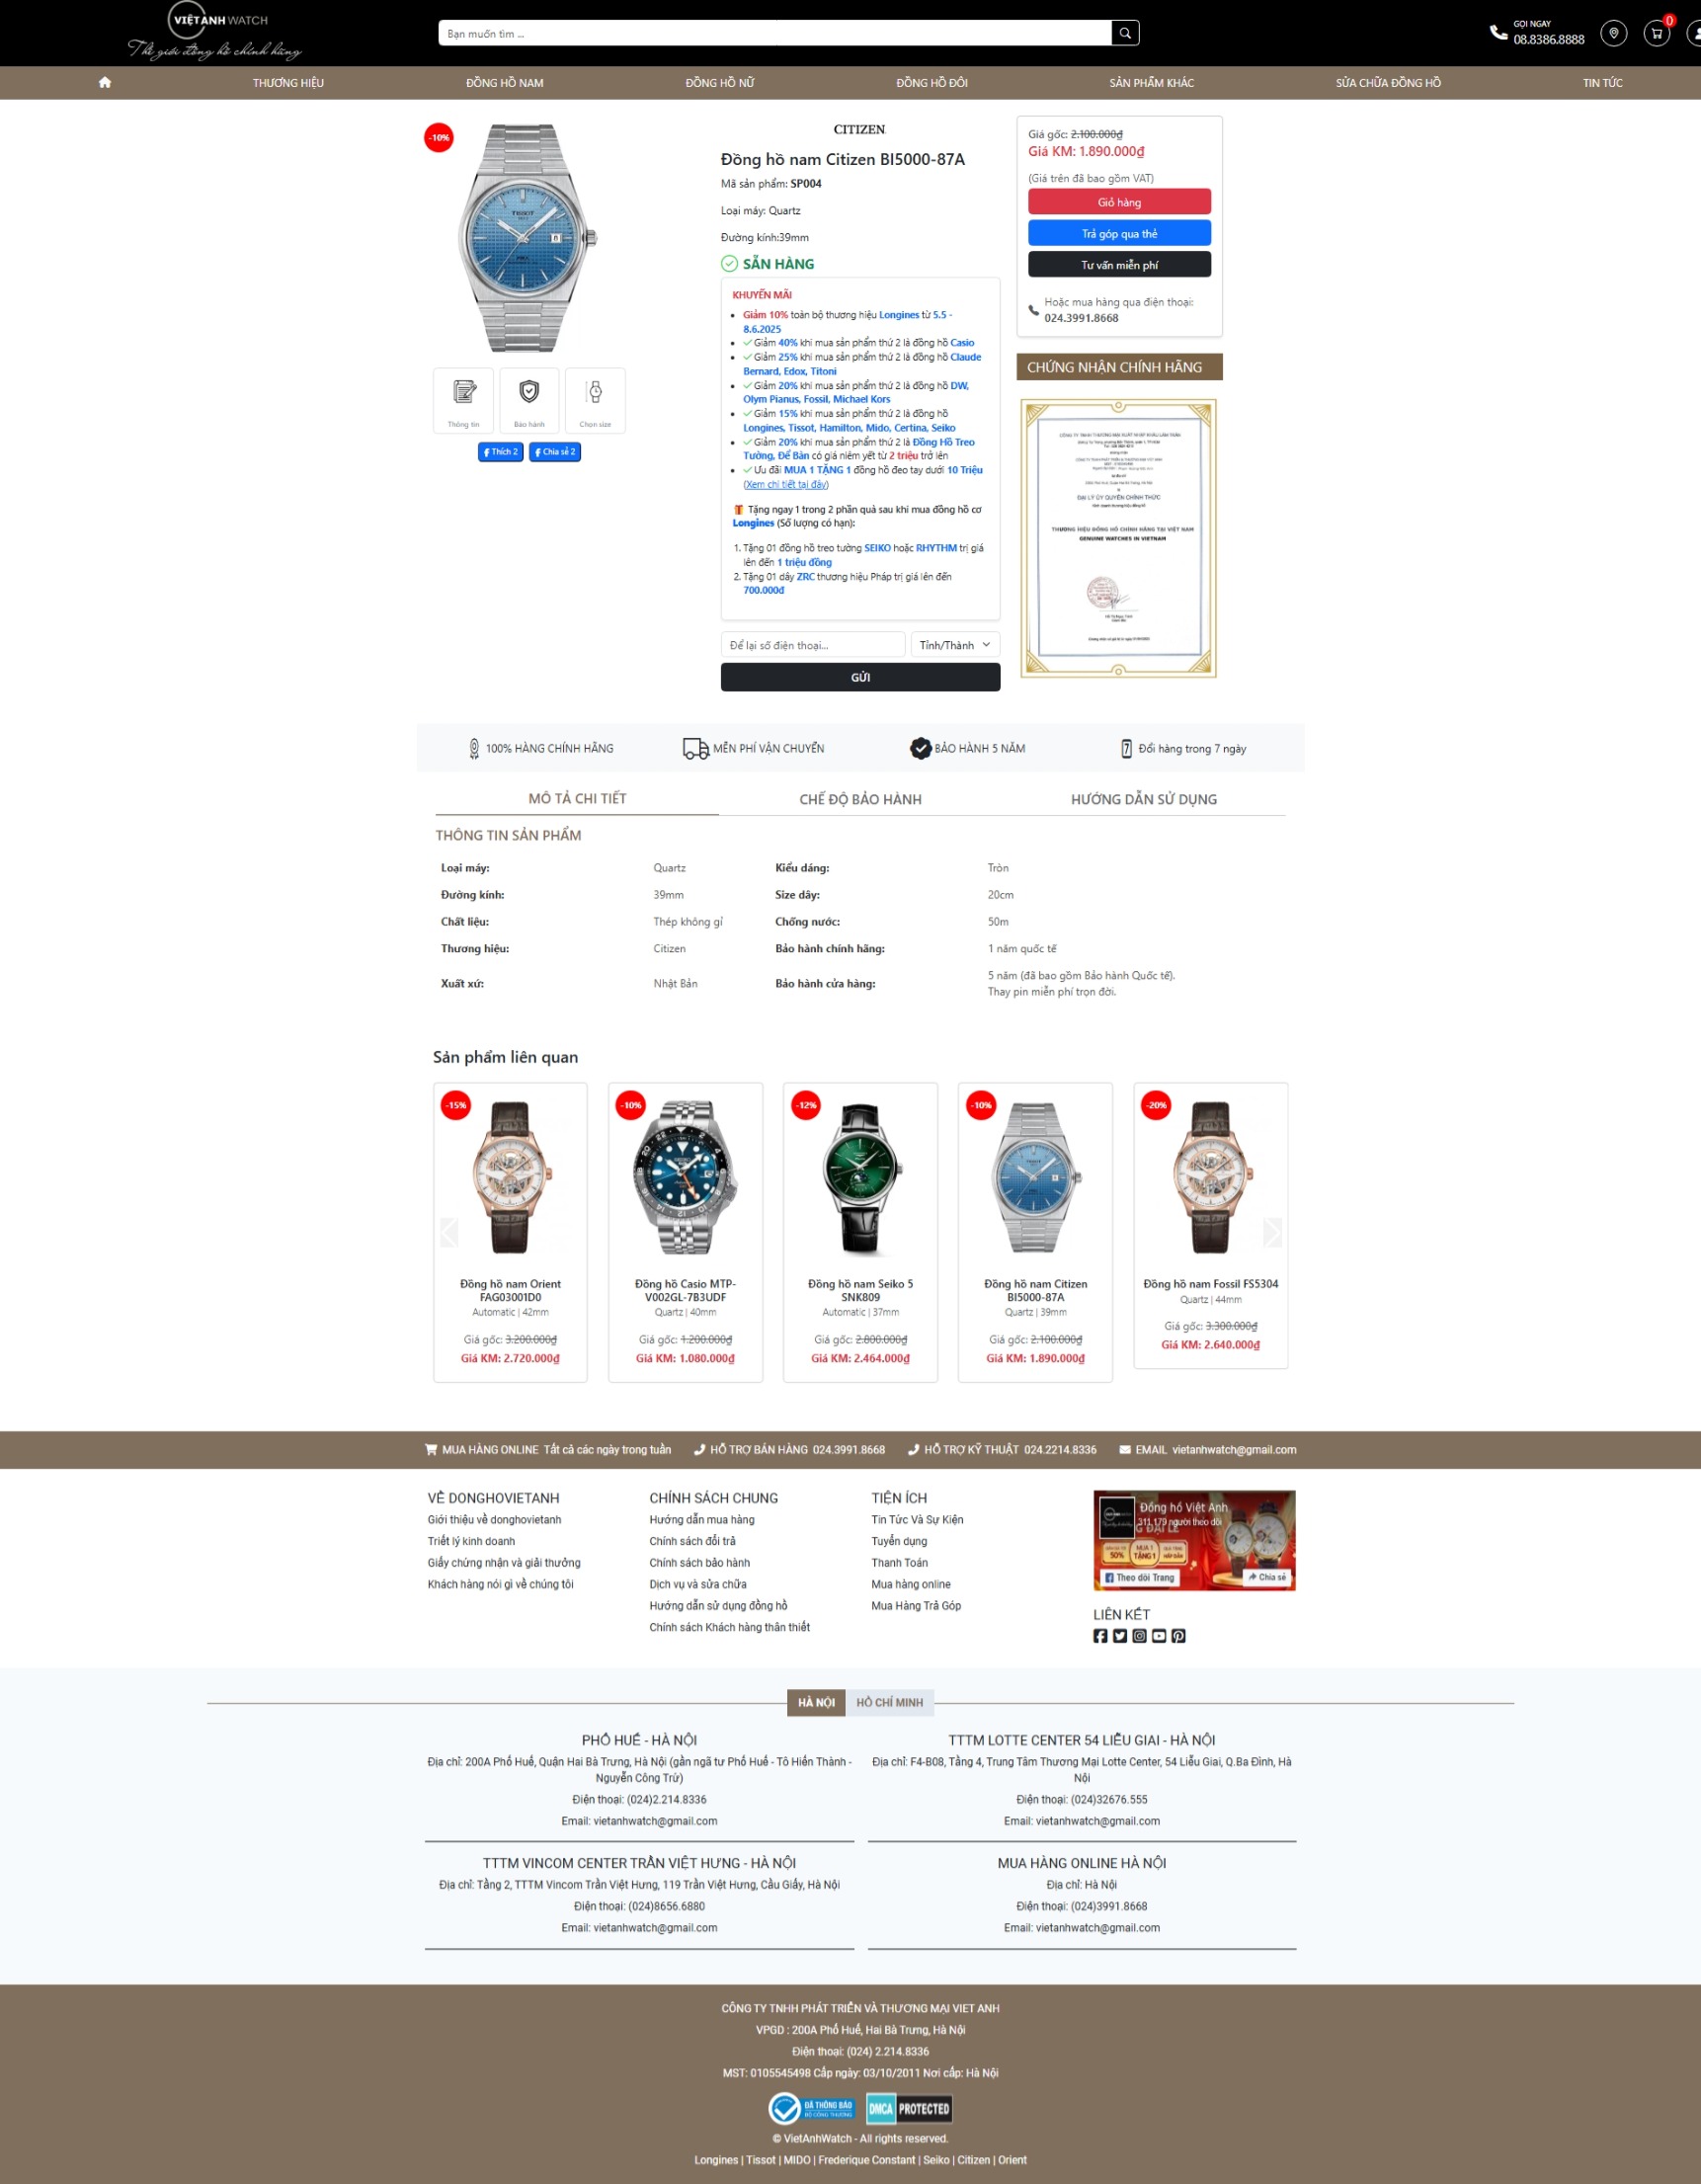 VIỆTANH WATCH
Thế giới đồng hồ chính hãng
Bạn muốn tìm ...
GỌI NGAY
08.8386.8888
0
THƯƠNG HIỆU
ĐỒNG HỒ NAM
ĐỒNG HỒ NỮ
ĐỒNG HỒ ĐÔI
SẢN PHẨM KHÁC
SỬA CHỮA ĐỒNG HỒ
TIN TỨC
-10%
TISSOT
Thông tin
Bảo hành
Chọn size
Thích 2
Chia sẻ 2
CITIZEN
Đồng hồ nam Citizen BI5000-87A
Mã sản phẩm: SP004
Loại máy: Quartz
Đường kính:39mm
SẴN HÀNG
KHUYẾN MÃI
Giảm 10% toàn bộ thương hiệu Longines từ 5.5 -
8.6.2025
Giảm 40% khi mua sản phẩm thứ 2 là đồng hồ Casio
Giảm 25% khi mua sản phẩm thứ 2 là đồng hồ Claude
Bernard, Edox, Titoni
Giảm 20% khi mua sản phẩm thứ 2 là đồng hồ DW,
Olym Pianus, Fossil, Michael Kors
Giảm 15% khi mua sản phẩm thứ 2 là đồng hồ
Longines, Tissot, Hamilton, Mido, Certina, Seiko
Giảm 20% khi mua sản phẩm thứ 2 là Đồng Hồ Treo
Tường, Để Bàn có giá niêm yết từ 2 triệu trở lên
Ưu đãi MUA 1 TẶNG 1 đồng hồ đeo tay dưới 10 Triệu
(Xem chi tiết tại đây)
Tặng ngay 1 trong 2 phần quà sau khi mua đồng hồ cơ
Longines (Số lượng có hạn):
1. Tặng 01 đồng hồ treo tường SEIKO hoặc RHYTHM trị giá
lên đến 1 triệu đồng
2. Tặng 01 dây ZRC thương hiệu Pháp trị giá lên đến
700.000đ
Để lại số điện thoại...
Tỉnh/Thành
GỬI
Giá gốc: 2.100.000₫
Giá KM: 1.890.000₫
(Giá trên đã bao gồm VAT)
Giỏ hàng
Trả góp qua thẻ
Tư vấn miễn phí
Hoặc mua hàng qua điện thoại:
024.3991.8668
CHỨNG NHẬN CHÍNH HÃNG
ĐẠI LÝ ỦY QUYỀN CHÍNH THỨC
THƯƠNG HIỆU ĐỒNG HỒ CHÍNH HÃNG TẠI VIỆT NAM
GENUINE WATCHES IN VIETNAM
100% HÀNG CHÍNH HÃNG
MIỄN PHÍ VẬN CHUYỂN
BẢO HÀNH 5 NĂM
7 Đổi hàng trong 7 ngày
MÔ TẢ CHI TIẾT
CHẾ ĐỘ BẢO HÀNH
HƯỚNG DẪN SỬ DỤNG
THÔNG TIN SẢN PHẨM
Loại máy: Quartz Kiểu dáng: Tròn
Đường kính: 39mm Size dây: 20cm
Chất liệu: Thép không gỉ Chống nước: 50m
Thương hiệu: Citizen Bảo hành chính hãng: 1 năm quốc tế
Xuất xứ: Nhật Bản Bảo hành cửa hàng: 5 năm (đã bao gồm Bảo hành Quốc tế).
Thay pin miễn phí trọn đời.
Sản phẩm liên quan
-15%
Đồng hồ nam Orient
FAG03001D0
Automatic | 42mm
Giá gốc: 3.200.000₫
Giá KM: 2.720.000₫
-10%
Đồng hồ Casio MTP-
V002GL-7B3UDF
Quartz | 40mm
Giá gốc: 1.200.000₫
Giá KM: 1.080.000₫
-12%
Đồng hồ nam Seiko 5
SNK809
Automatic | 37mm
Giá gốc: 2.800.000₫
Giá KM: 2.464.000₫
-10%
Đồng hồ nam Citizen
BI5000-87A
Quartz | 39mm
Giá gốc: 2.100.000₫
Giá KM: 1.890.000₫
-20%
Đồng hồ nam Fossil FS5304
Quartz | 44mm
Giá gốc: 3.300.000₫
Giá KM: 2.640.000₫
MUA HÀNG ONLINE Tất cả các ngày trong tuần
HỖ TRỢ BÁN HÀNG 024.3991.8668
HỖ TRỢ KỸ THUẬT 024.2214.8336
EMAIL vietanhwatch@gmail.com
VỀ DONGHOVIETANH
Giới thiệu về donghovietanh
Triết lý kinh doanh
Giấy chứng nhận và giải thưởng
Khách hàng nói gì về chúng tôi
CHÍNH SÁCH CHUNG
Hướng dẫn mua hàng
Chính sách đổi trả
Chính sách bảo hành
Dịch vụ và sửa chữa
Hướng dẫn sử dụng đồng hồ
Chính sách Khách hàng thân thiết
TIỆN ÍCH
Tin Tức Và Sự Kiện
Tuyển dụng
Thanh Toán
Mua hàng online
Mua Hàng Trả Góp
Đồng hồ Việt Anh
311.179 người theo dõi
G ĐẠI LỄ
50%
MUA 1
TẶNG 1
Theo dõi Trang
Chia sẻ
LIÊN KẾT
HÀ NỘI
HỒ CHÍ MINH
PHỐ HUẾ - HÀ NỘI
Địa chỉ: 200A Phố Huế, Quận Hai Bà Trưng, Hà Nội (gần ngã tư Phố Huế - Tô Hiến Thành -
Nguyễn Công Trứ)
Điện thoại: (024)2.214.8336
Email: vietanhwatch@gmail.com
TTTM LOTTE CENTER 54 LIỄU GIAI - HÀ NỘI
Địa chỉ: F4-B08, Tầng 4, Trung Tâm Thương Mại Lotte Center, 54 Liễu Giai, Q.Ba Đình, Hà
Nội
Điện thoại: (024)32676.555
Email: vietanhwatch@gmail.com
TTTM VINCOM CENTER TRẦN VIỆT HƯNG - HÀ NỘI
Địa chỉ: Tầng 2, TTTM Vincom Trần Việt Hưng, 119 Trần Việt Hưng, Cầu Giấy, Hà Nội
Điện thoại: (024)8656.6880
Email: vietanhwatch@gmail.com
MUA HÀNG ONLINE HÀ NỘI
Địa chỉ: Hà Nội
Điện thoại: (024)3991.8668
Email: vietanhwatch@gmail.com
CÔNG TY TNHH PHÁT TRIỂN VÀ THƯƠNG MẠI VIET ANH
VPGD : 200A Phố Huế, Hai Bà Trưng, Hà Nội
Điện thoại: (024) 2.214.8336
MST: 0105545498 Cấp ngày: 03/10/2011 Nơi cấp: Hà Nội
ĐÃ THÔNG BÁO
BỘ CÔNG THƯƠNG
DMCA PROTECTED
© VietAnhWatch - All rights reserved.
Longines | Tissot | MIDO | Frederique Constant | Seiko | Citizen | Orient